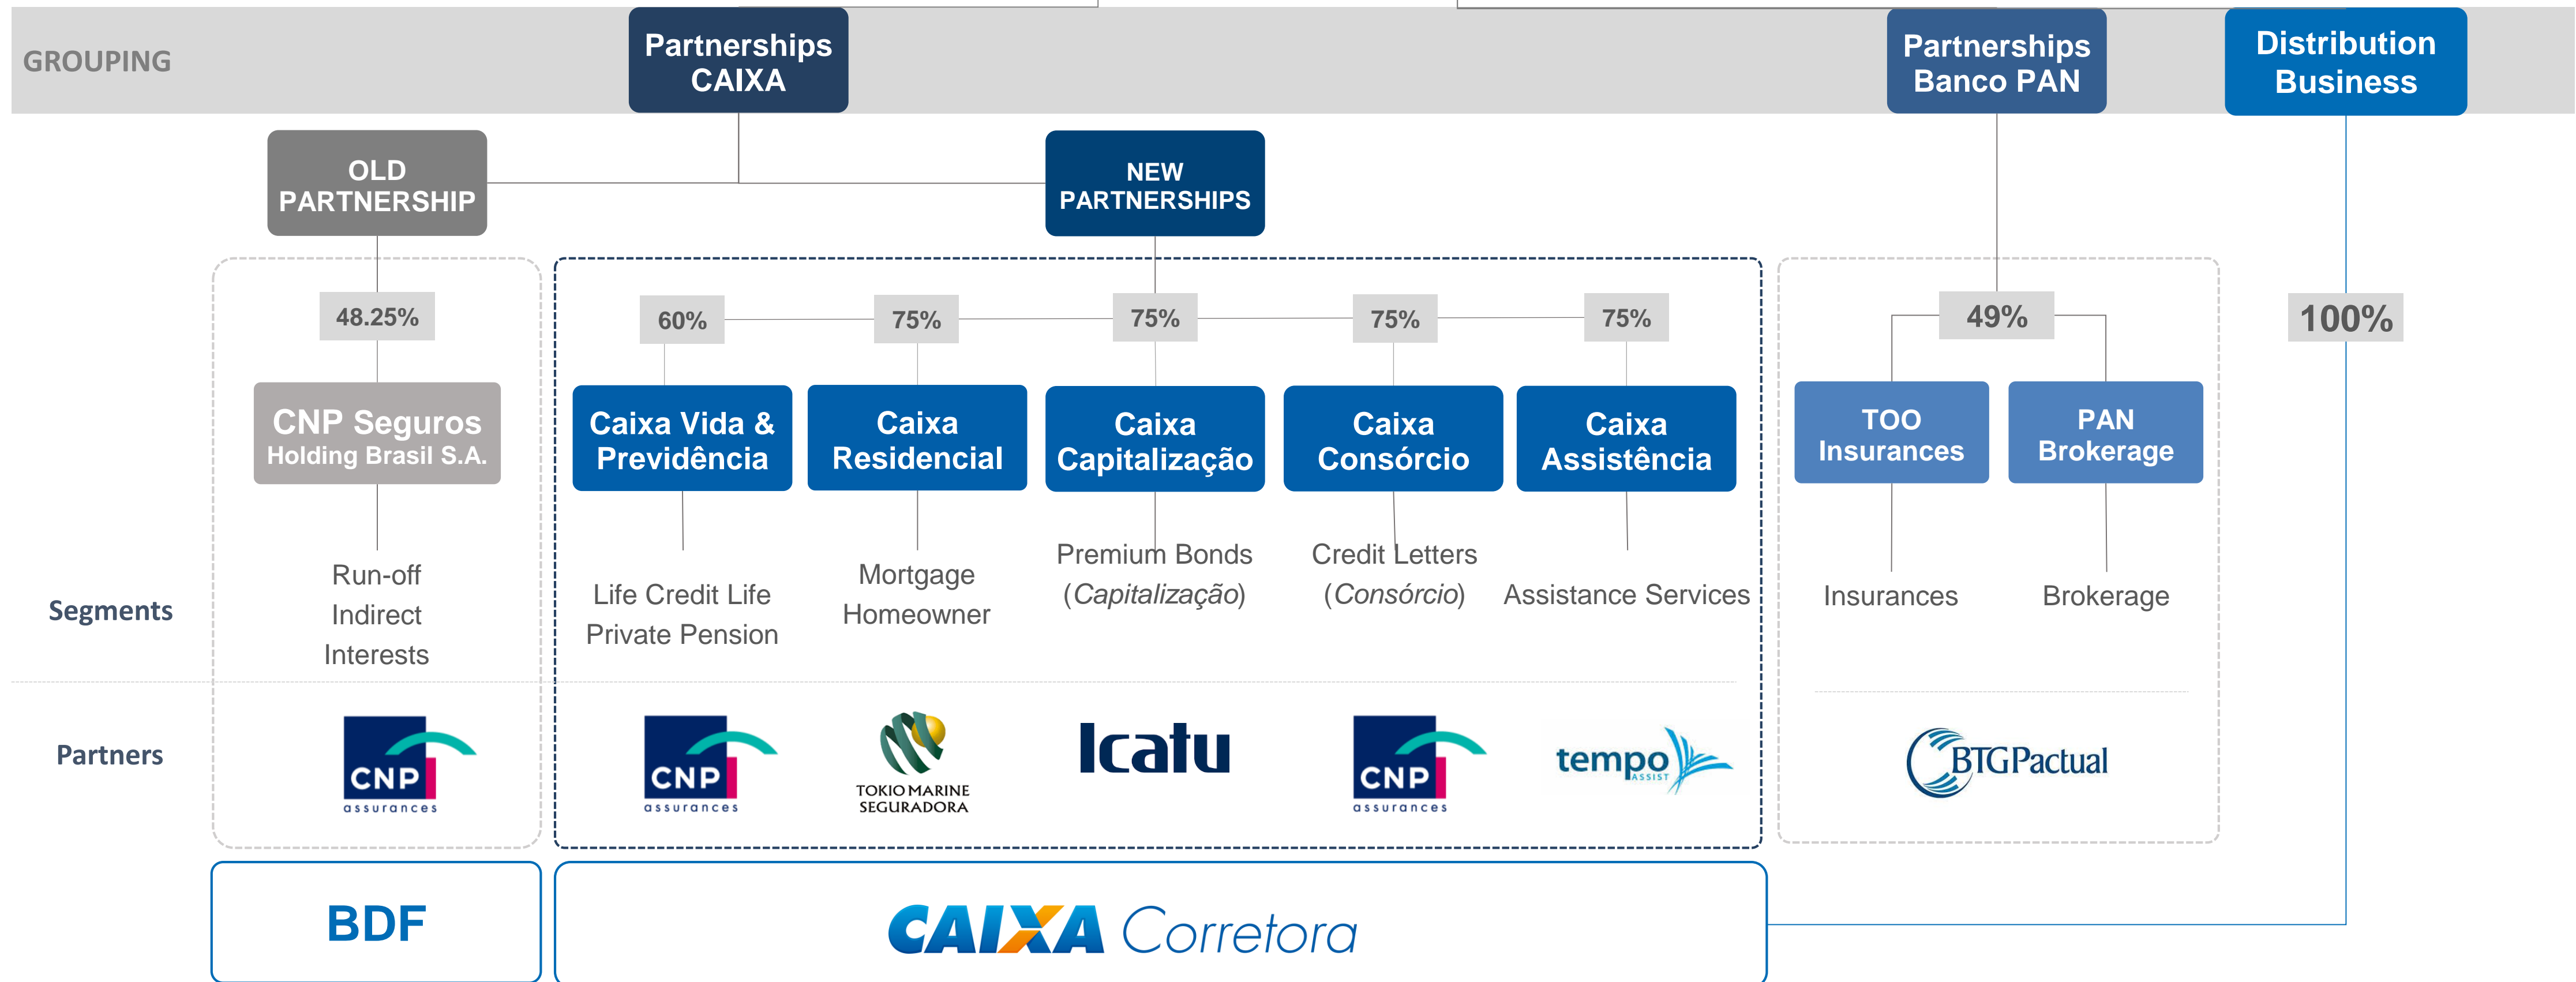 GROUPING
Partnerships
CAIXA
Partnerships
Banco PAN
Distribution
Business
OLD
PARTNERSHIP
NEW
PARTNERSHIPS
48.25%
60%
75%
75%
75%
75%
49%
100%
CNP Seguros
Holding Brasil S.A.
Caixa Vida &
Previdência
Caixa
Residencial
Caixa
Capitalização
Caixa
Consórcio
Caixa
Assistência
TOO
Insurances
PAN
Brokerage
Segments
Run-off
Indirect
Interests
Life Credit Life
Private Pension
Mortgage
Homeowner
Premium Bonds
(Capitalização)
Credit Letters
(Consórcio)
Assistance Services
Insurances
Brokerage
Partners
CNP
assurances
CNP
assurances
TOKIO MARINE
SEGURADORA
Icatu
CNP
assurances
tempo
ASSIST
BTGPactual
BDF
CAIXA Corretora